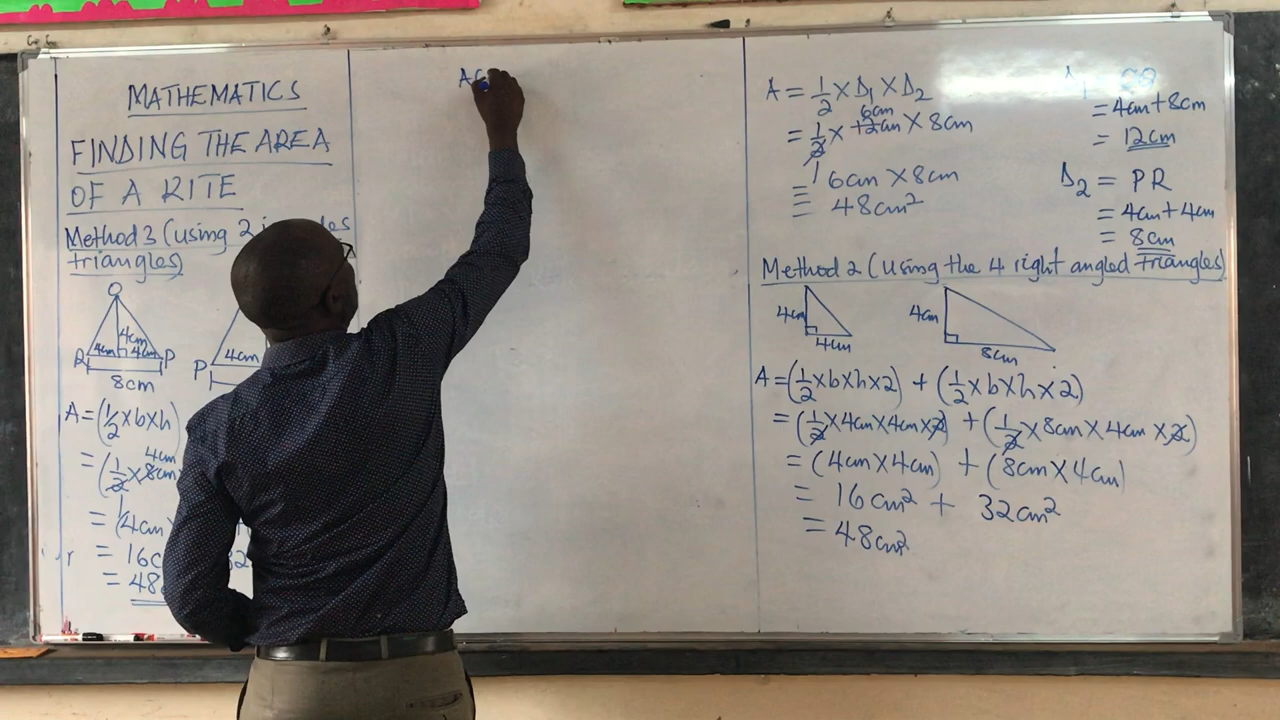 MATHEMATICS
FINDING THE AREA
OF A KITE
Method 3 (using 2
triangles)
Q
4cm
4cm 4cm
R P
8cm
P 4cm
A = (1/2 x b x h)
4cm
= (1/2 x 8cm
1
= (4cm
= 16
= 48
A
A = 1/2 x D1 x D2
6cm
= 1/2 x 12cm x 8cm
1
= 6cm x 8cm
= 48cm²
= 4cm + 8cm
= 12cm
D2 = PR
= 4cm + 4cm
= 8cm
Method 2 (Using the 4 right angled triangles)
4cm
4cm
4cm
8cm
A = (1/2 x b x h x 2) + (1/2 x b x h x 2)
= (1/2 x 4cm x 4cm x 2) + (1/2 x 8cm x 4cm x 2)
= (4cm x 4cm) + (8cm x 4cm)
= 16cm² + 32cm²
= 48cm²